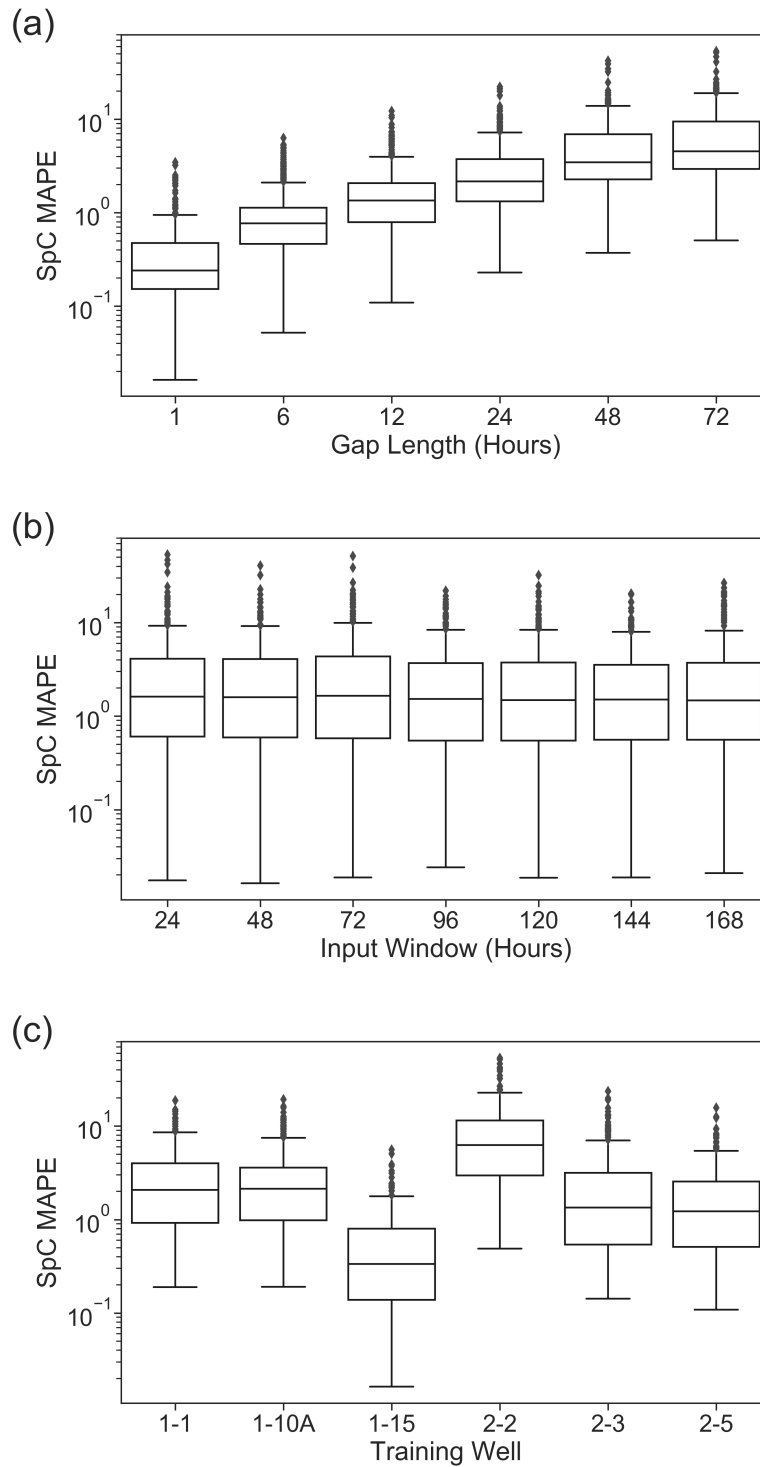 (a)
SpC MAPE
10^1
10^0
10^−1
1 6 12 24 48 72
Gap Length (Hours)
(b)
SpC MAPE
10^1
10^0
10^−1
24 48 72 96 120 144 168
Input Window (Hours)
(c)
SpC MAPE
10^1
10^0
10^−1
1-1 1-10A 1-15 2-2 2-3 2-5
Training Well